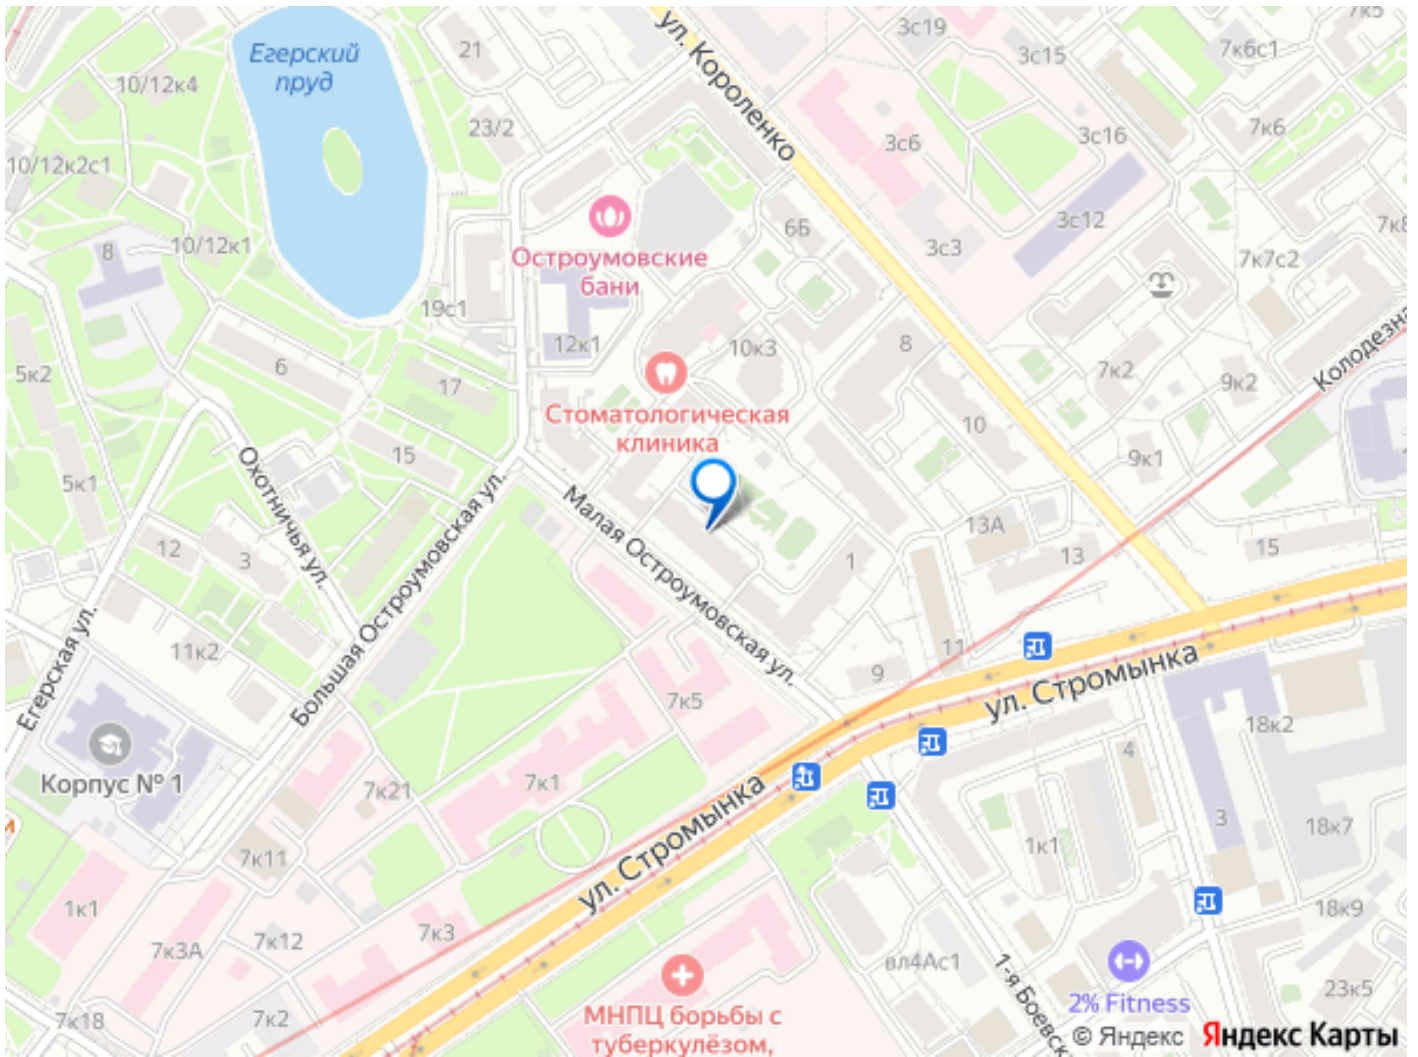 7к5
3с19
ул. Короленко
Егерский
пруд
21
3с15
7к6с1
10/12к4
23/2
3с6
3с16
7к6
10/12к2с1
6Б
3с12
7к8
8
10/12к1
3с3
7к7с2
Остроумовские
бани
19с1
12к1
10к3
8
Колодезна
5к2
6
17
7к2
9к2
Стоматологическая
клиника
10
15
9к1
5к1
Охотничья ул.
Малая Остроумовская ул.
13А
12
3
1
13
15
Большая Остроумовская ул.
Егерская ул.
11к2
11
9
ул. Стромынка
7к5
18к2
Корпус № 1
7к21
7к1
4
3
18к7
7к11
1к1
ул. Стромынка
1к1
18к9
7к3А
7к12
7к3
вл4Ас1
1-я Боевск
23к5
2% Fitness
7к18
7к2
МНПЦ борьбы с
туберкулёзом,
© Яндекс Яндекс Карты